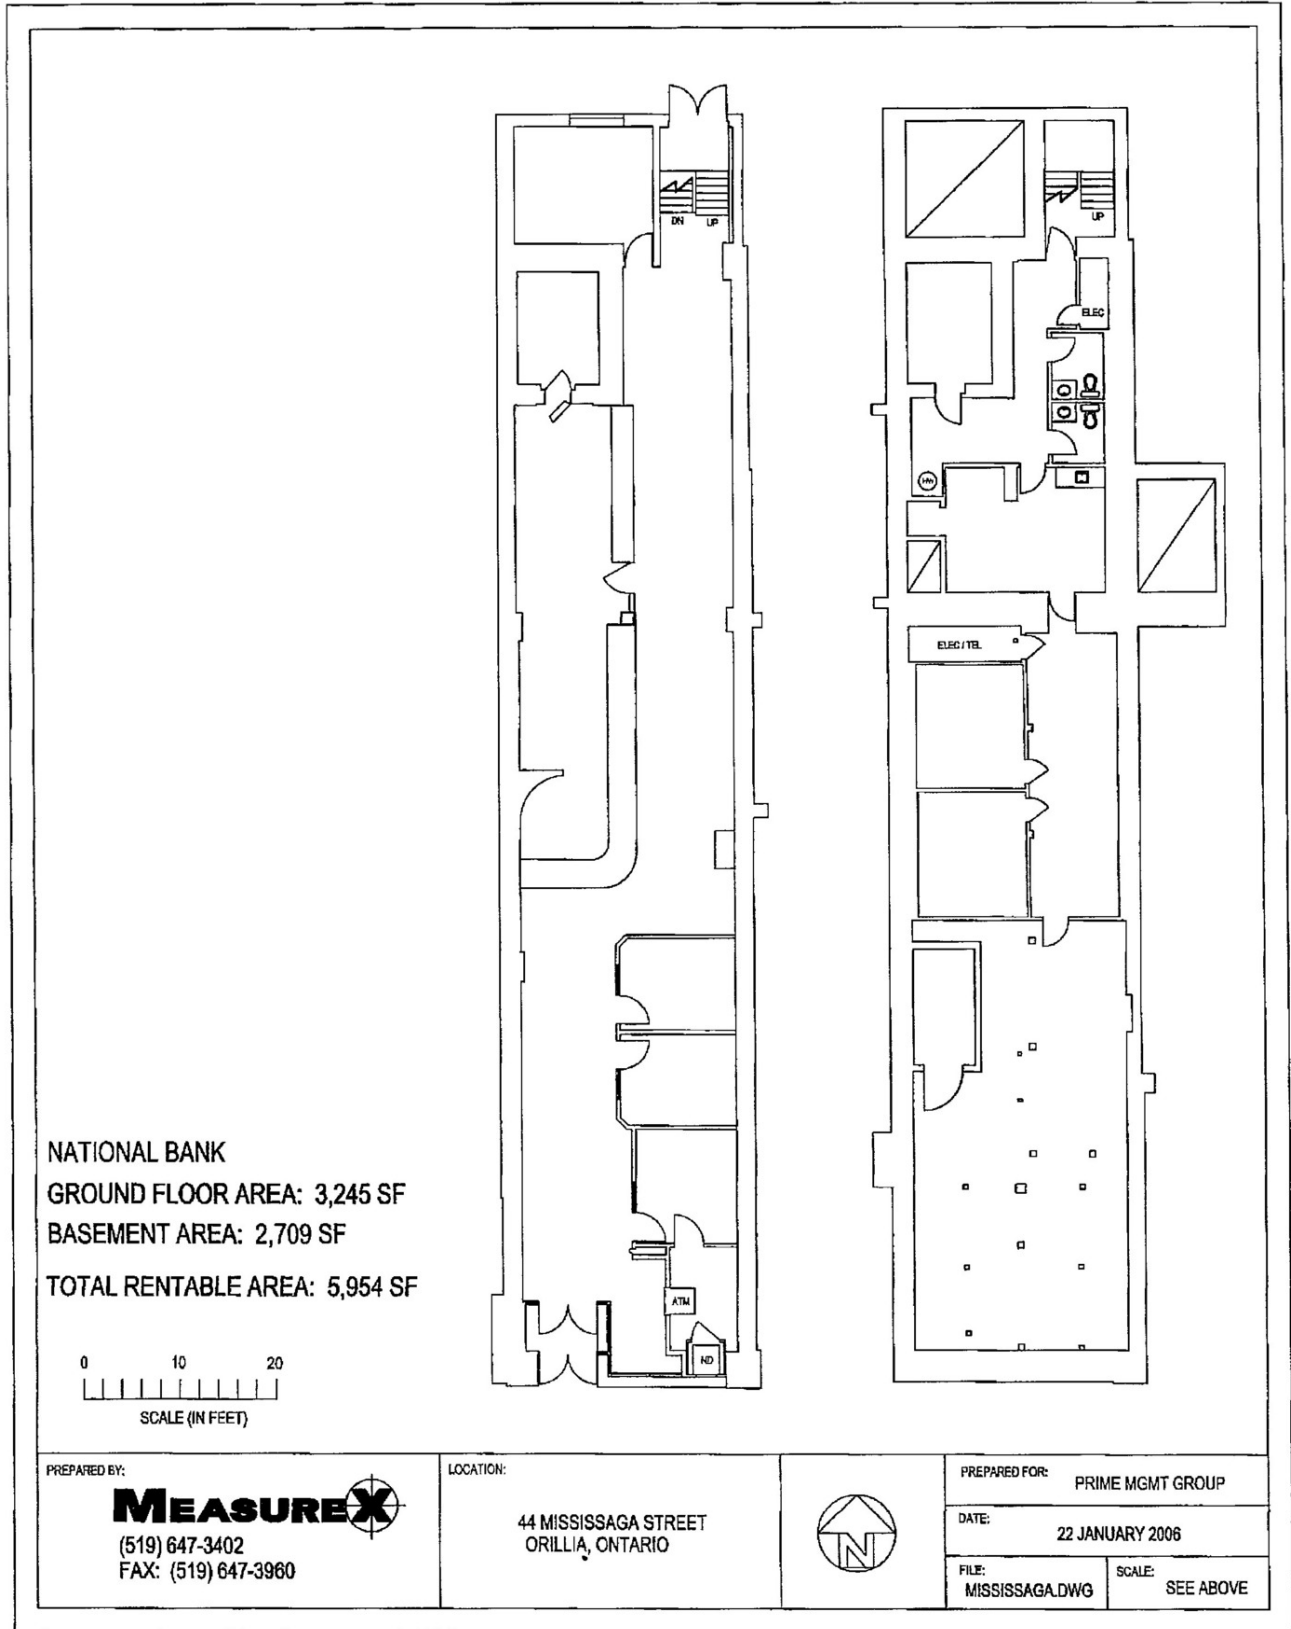 DN
UP
UP
ELEC
HW
ELEC / TEL
ATM
ND
NATIONAL BANK
GROUND FLOOR AREA: 3,245 SF
BASEMENT AREA: 2,709 SF
TOTAL RENTABLE AREA: 5,954 SF
0 10 20
SCALE (IN FEET)
PREPARED BY:
MEASUREX
(519) 647-3402
FAX: (519) 647-3960
LOCATION:
44 MISSISSAGA STREET
ORILLIA, ONTARIO
N
PREPARED FOR:
PRIME MGMT GROUP
DATE:
22 JANUARY 2006
FILE:
MISSISSAGA.DWG
SCALE:
SEE ABOVE